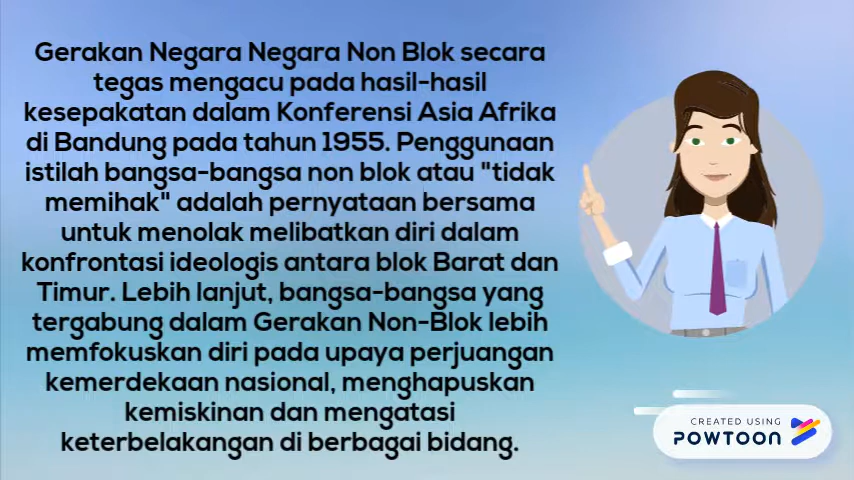 Gerakan Negara Negara Non Blok secara
tegas mengacu pada hasil-hasil
kesepakatan dalam Konferensi Asia Afrika
di Bandung pada tahun 1955. Penggunaan
istilah bangsa-bangsa non blok atau "tidak
memihak" adalah pernyataan bersama
untuk menolak melibatkan diri dalam
konfrontasi ideologis antara blok Barat dan
Timur. Lebih lanjut, bangsa-bangsa yang
tergabung dalam Gerakan Non-Blok lebih
memfokuskan diri pada upaya perjuangan
kemerdekaan nasional, menghapuskan
kemiskinan dan mengatasi
keterbelakangan di berbagai bidang.
CREATED USING
POWTOON